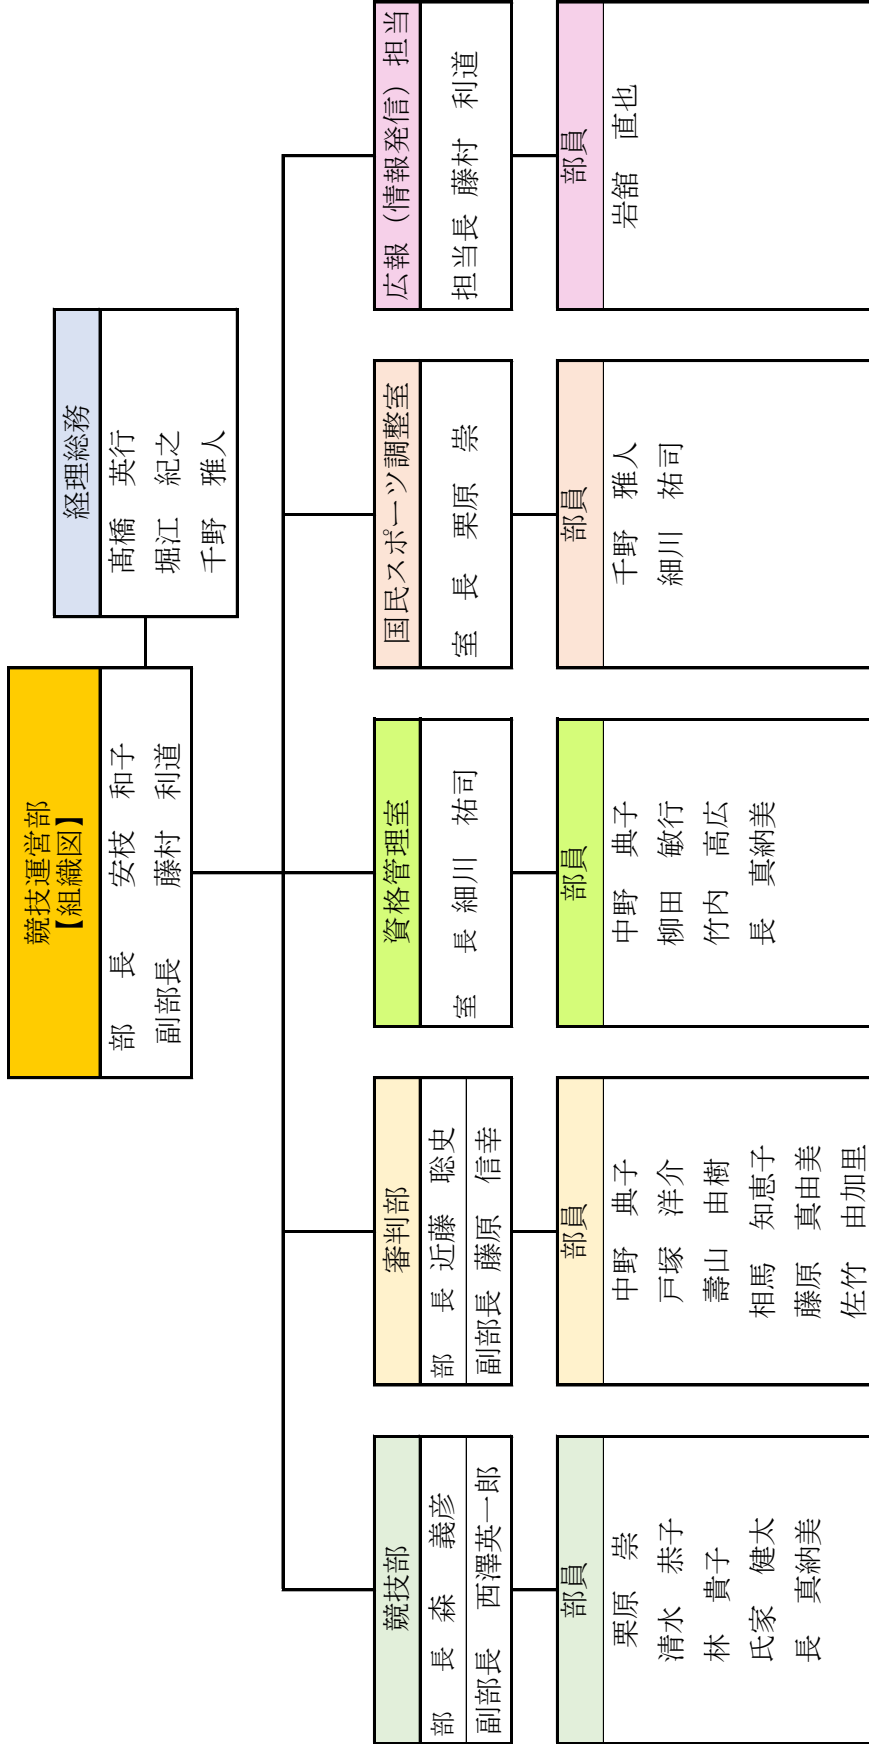 競技運営部
【組織図】
部　長　安枝　和子
副部長　藤村　利道
経理総務
髙橋　英行
堀江　紀之
千野　雅人
競技部
部　長　森　義彦
副部長　西澤英一郎
部員
栗原　崇
清水　恭子
林　貴子
氏家　健太
長　真納美
審判部
部　長　近藤　聡史
副部長　藤原　信幸
部員
中野　典子
戸塚　洋介
壽山　由樹
相馬　知恵子
藤原　真由美
佐竹　由加里
資格管理室
室　長　細川　祐司
部員
中野　典子
柳田　敏行
竹内　高広
長　真納美
国民スポーツ調整室
室　長　栗原　崇
部員
千野　雅人
細川　祐司
広報（情報発信）担当
担当長　藤村　利道
部員
岩舘　直也